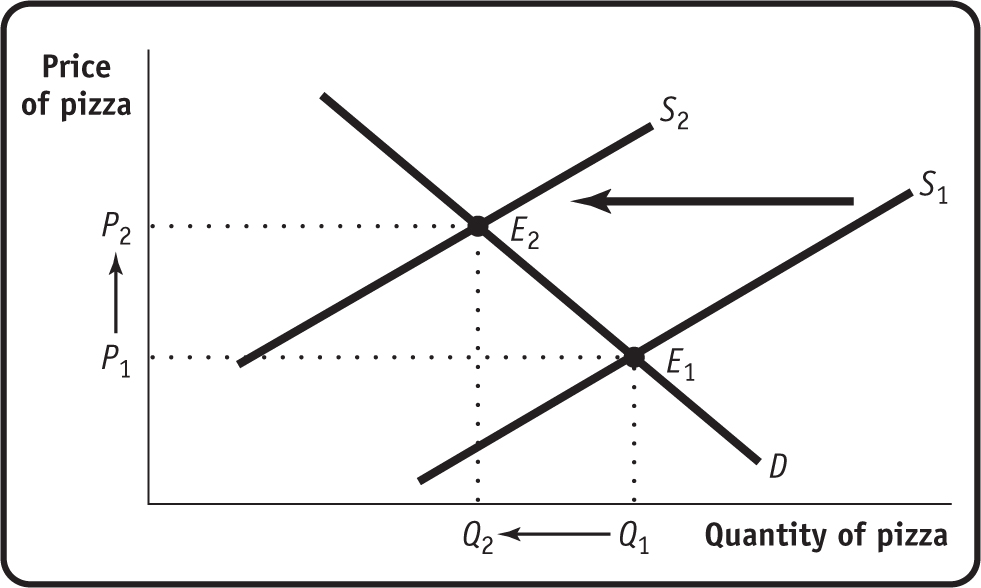 Price
of pizza
S₂
S₁
P₂
E₂
P₁
E₁
D
Q₂
Q₁
Quantity of pizza